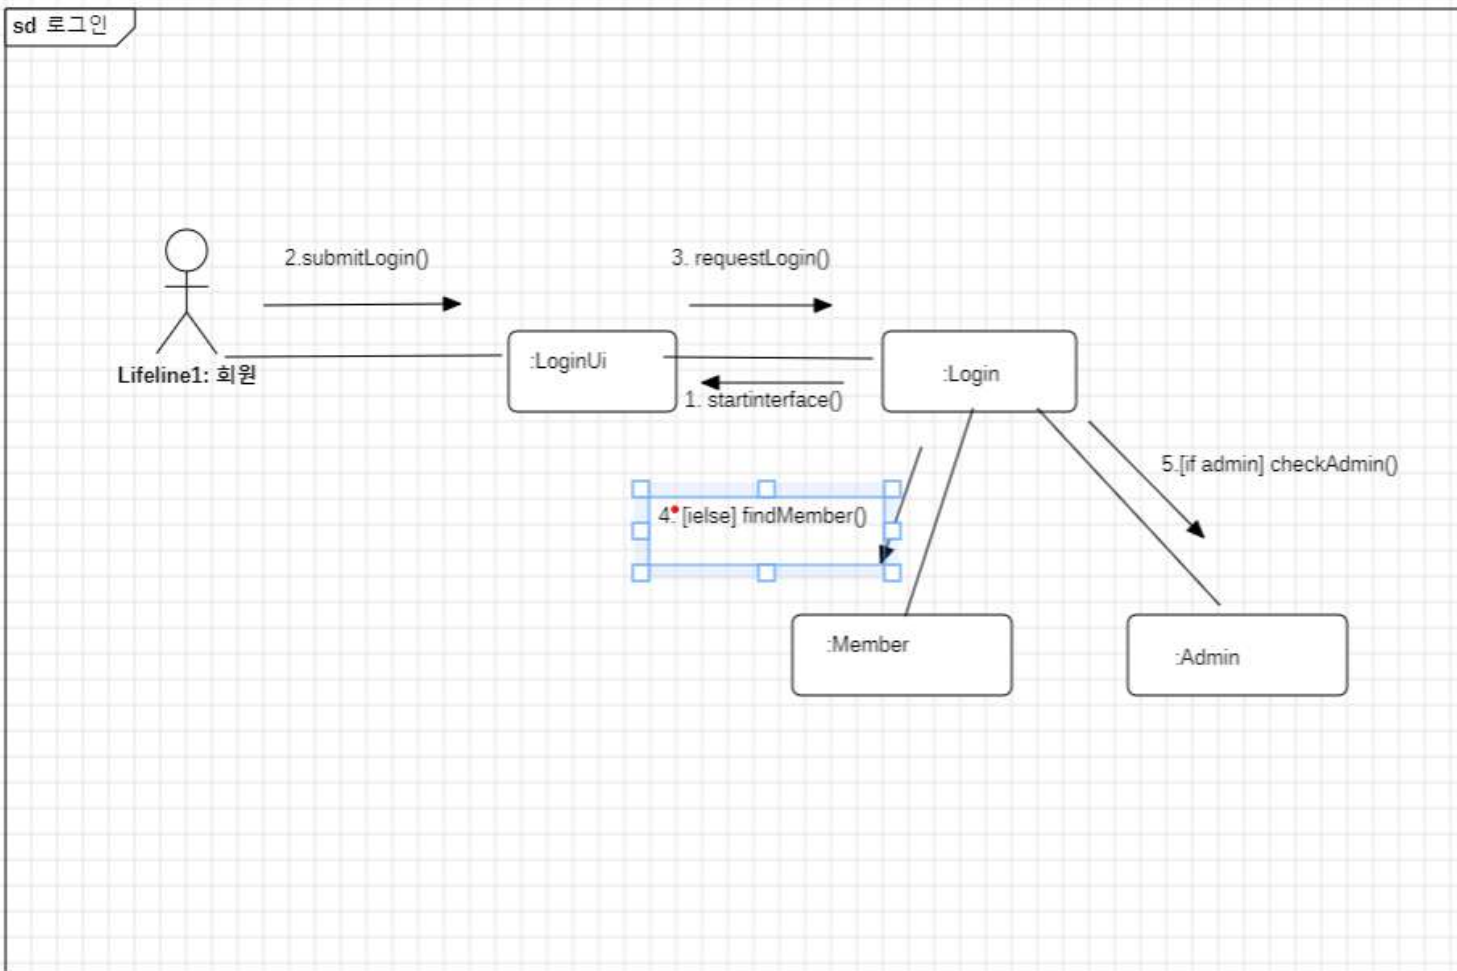 sd 로그인
2.submitLogin()
3. requestLogin()
:LoginUi
Lifeline1: 회원
:Login
1. startinterface()
5.[if admin] checkAdmin()
4. [ielse] findMember()
:Member
:Admin